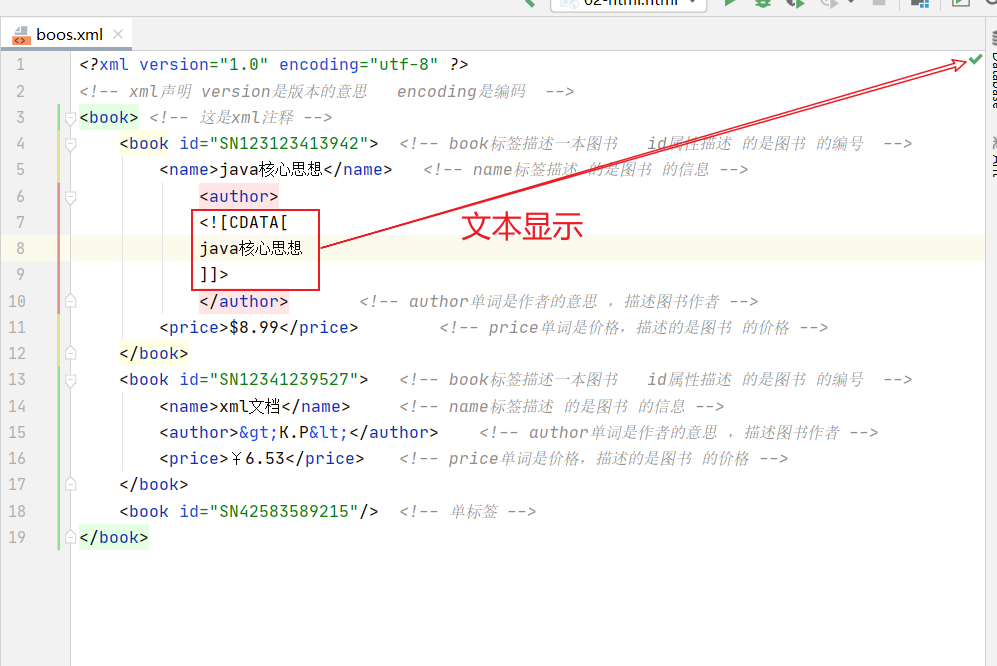 02-html.html
boos.xml
Database
1 <?xml version="1.0" encoding="utf-8" ?>
2 <!-- xml声明 version是版本的意思   encoding是编码  -->
3 <book> <!-- 这是xml注释 -->
4 <book id="SN123123413942">  <!-- book标签描述一本图书   id属性描述 的是图书 的编号  -->
5 <name>java核心思想</name>   <!-- name标签描述 的是图书 的信息 -->
6 <author>
7 <![CDATA[
文本显示
8 java核心思想
9 ]]>
10 </author>       <!-- author单词是作者的意思 ，描述图书作者 -->
11 <price>$8.99</price>        <!-- price单词是价格，描述的是图书 的价格 -->
12 </book>
13 <book id="SN12341239527">   <!-- book标签描述一本图书   id属性描述 的是图书 的编号  -->
14 <name>xml文档</name>     <!-- name标签描述 的是图书 的信息 -->
15 <author>&gt;K.P&lt;</author>    <!-- author单词是作者的意思 ，描述图书作者 -->
16 <price>￥6.53</price>   <!-- price单词是价格，描述的是图书 的价格 -->
17 </book>
18 <book id="SN42583589215"/>  <!-- 单标签 -->
19 </book>